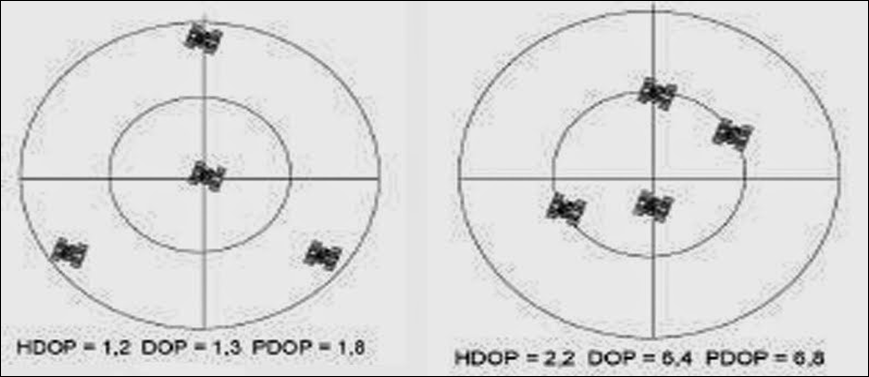 HDOP = 1,2 DOP = 1,3 PDOP = 1,8
HDOP = 2,2 DOP = 6,4 PDOP = 6,8